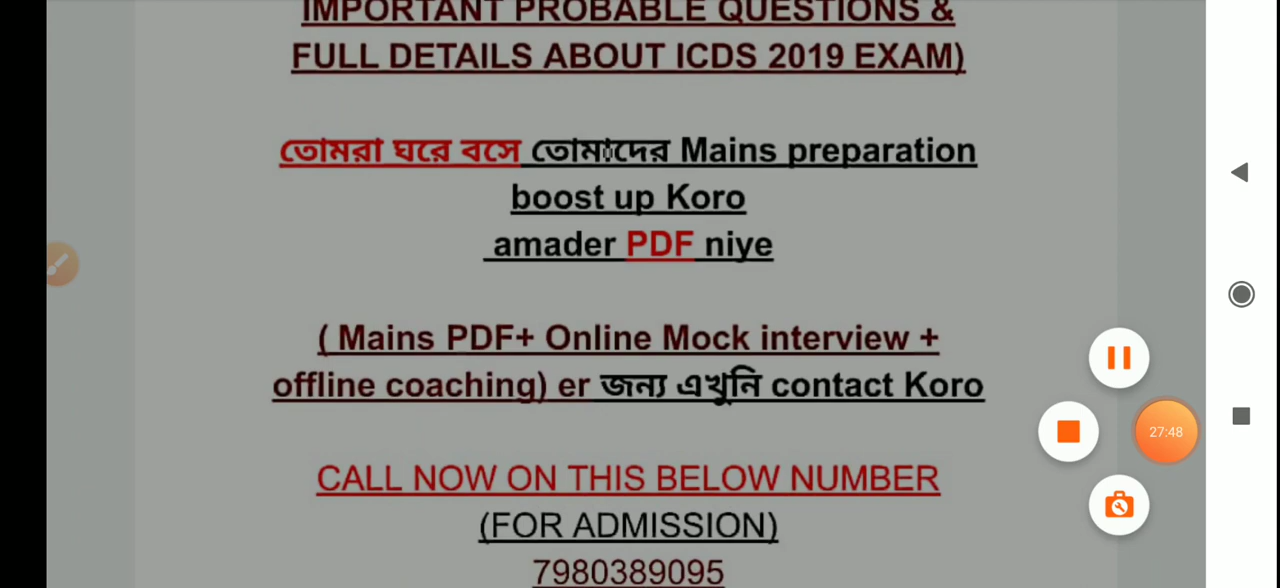 IMPORTANT PROBABLE QUESTIONS &
FULL DETAILS ABOUT ICDS 2019 EXAM)
তোমরা ঘরে বসে তোমাদের Mains preparation
boost up Koro
amader PDF niye
( Mains PDF+ Online Mock interview +
offline coaching) er জন্য এখুনি contact Koro
CALL NOW ON THIS BELOW NUMBER
(FOR ADMISSION)
7980389095
27:48